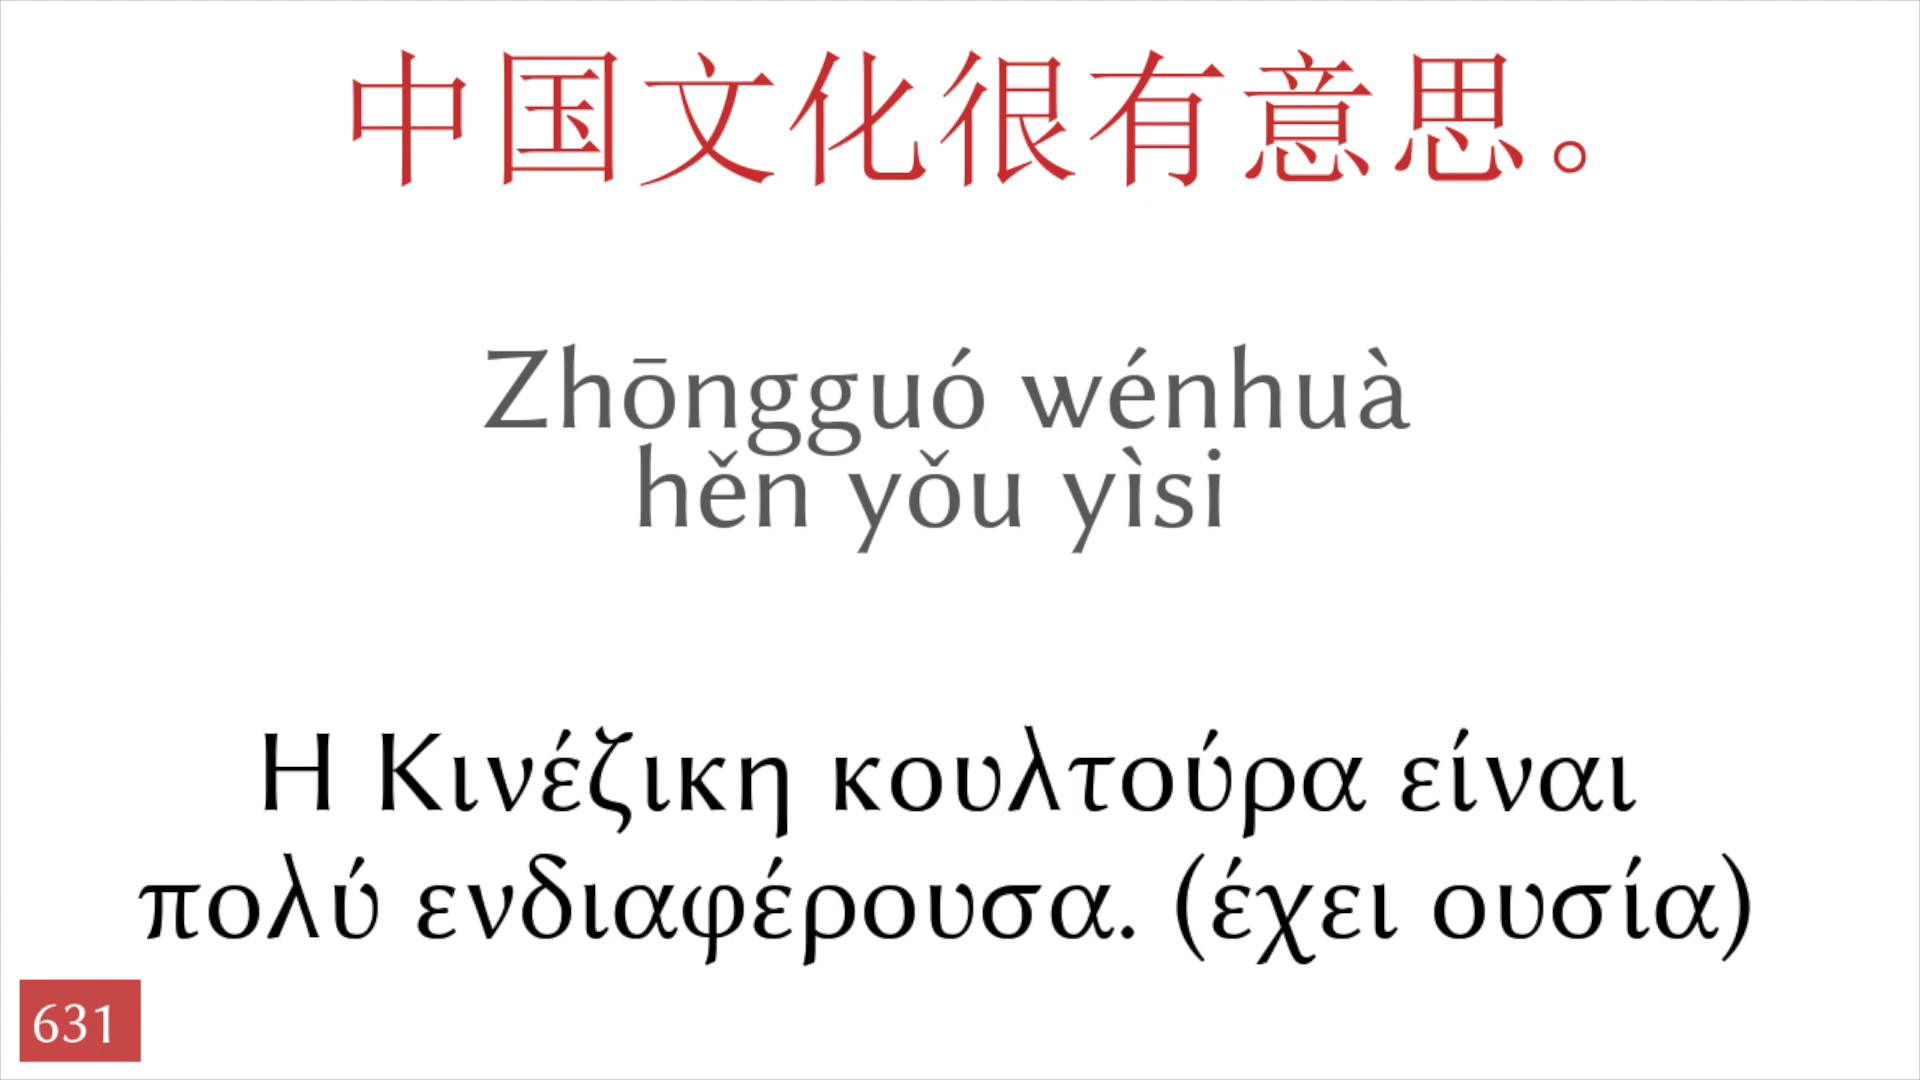 中国文化很有意思。
Zhōngguó wénhuà
hěn yǒu yìsi
Η Κινέζικη κουλτούρα είναι
πολύ ενδιαφέρουσα. (έχει ουσία)
631